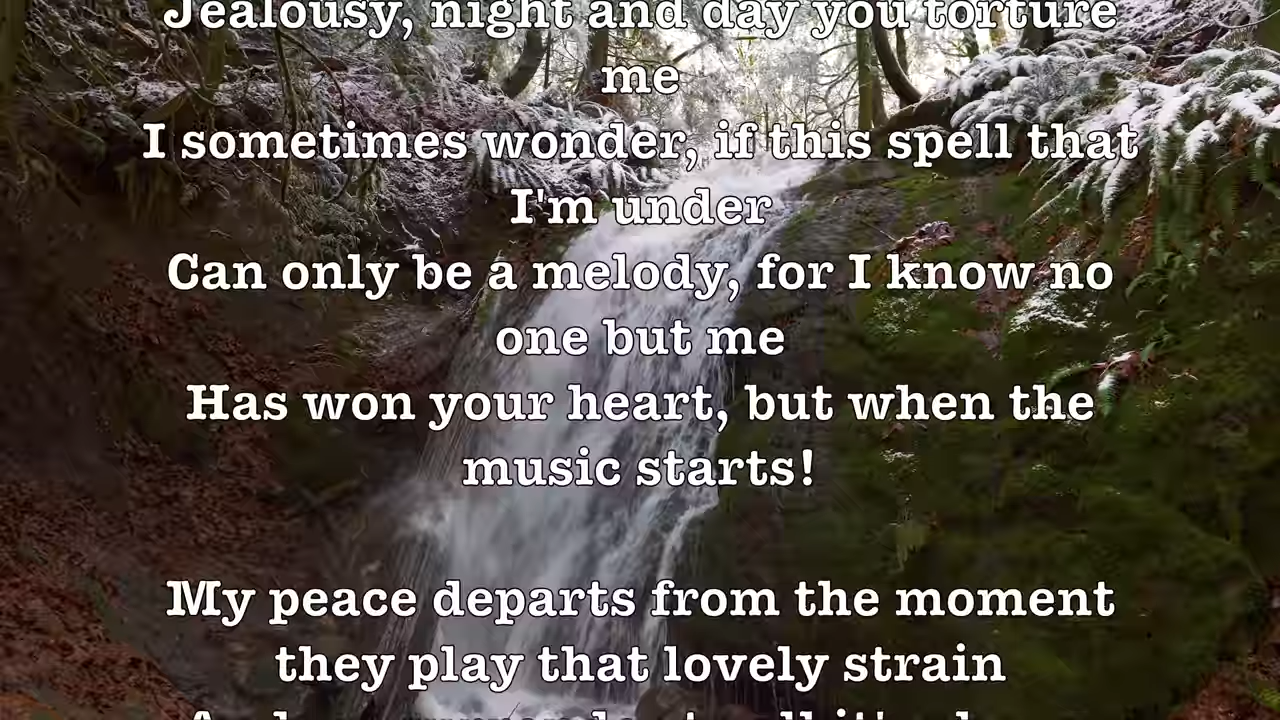 Jealousy, night and day you torture
me
I sometimes wonder, if this spell that
I'm under
Can only be a melody, for I know no
one but me
Has won your heart, but when the
music starts!
My peace departs from the moment
they play that lovely strain